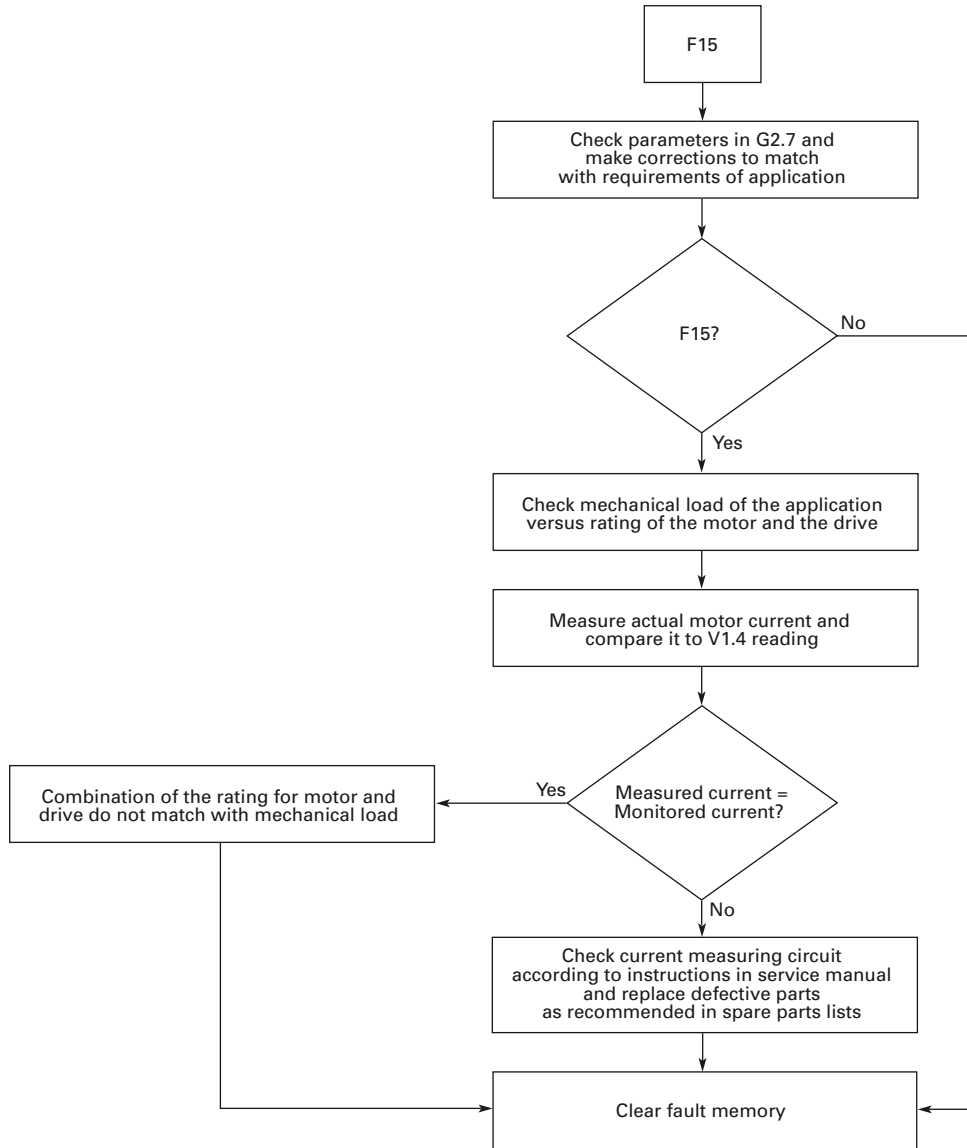 F15
Check parameters in G2.7 and
make corrections to match
with requirements of application
F15?
No
Yes
Check mechanical load of the application
versus rating of the motor and the drive
Measure actual motor current and
compare it to V1.4 reading
Measured current =
Monitored current?
Yes
Combination of the rating for motor and
drive do not match with mechanical load
No
Check current measuring circuit
according to instructions in service manual
and replace defective parts
as recommended in spare parts lists
Clear fault memory